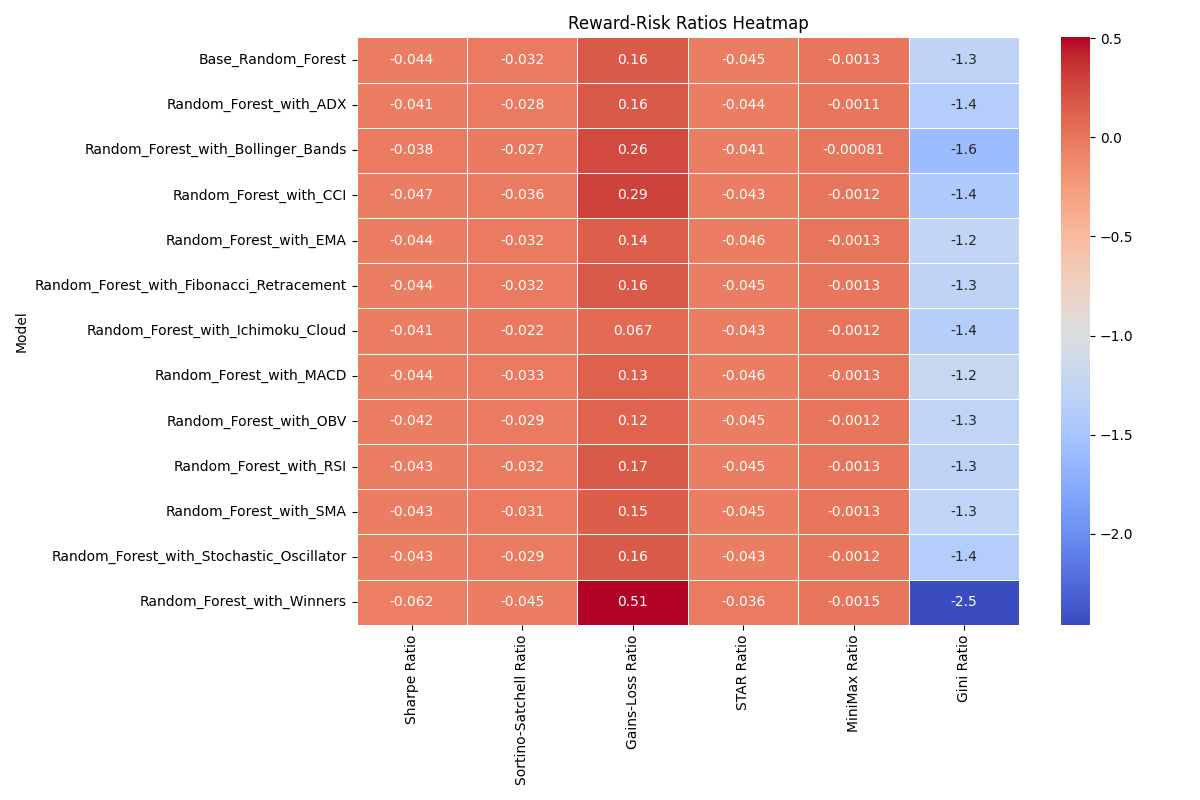 Reward-Risk Ratios Heatmap
Model
Base_Random_Forest -0.044 -0.032 0.16 -0.045 -0.0013 -1.3
Random_Forest_with_ADX -0.041 -0.028 0.16 -0.044 -0.0011 -1.4
Random_Forest_with_Bollinger_Bands -0.038 -0.027 0.26 -0.041 -0.00081 -1.6
Random_Forest_with_CCI -0.047 -0.036 0.29 -0.043 -0.0012 -1.4
Random_Forest_with_EMA -0.044 -0.032 0.14 -0.046 -0.0013 -1.2
Random_Forest_with_Fibonacci_Retracement -0.044 -0.032 0.16 -0.045 -0.0013 -1.3
Random_Forest_with_Ichimoku_Cloud -0.041 -0.022 0.067 -0.043 -0.0012 -1.4
Random_Forest_with_MACD -0.044 -0.033 0.13 -0.046 -0.0013 -1.2
Random_Forest_with_OBV -0.042 -0.029 0.12 -0.045 -0.0012 -1.3
Random_Forest_with_RSI -0.043 -0.032 0.17 -0.045 -0.0013 -1.3
Random_Forest_with_SMA -0.043 -0.031 0.15 -0.045 -0.0013 -1.3
Random_Forest_with_Stochastic_Oscillator -0.043 -0.029 0.16 -0.043 -0.0012 -1.4
Random_Forest_with_Winners -0.062 -0.045 0.51 -0.036 -0.0015 -2.5
Sharpe Ratio
Sortino-Satchell Ratio
Gains-Loss Ratio
STAR Ratio
MiniMax Ratio
Gini Ratio
0.5
0.0
−0.5
−1.0
−1.5
−2.0